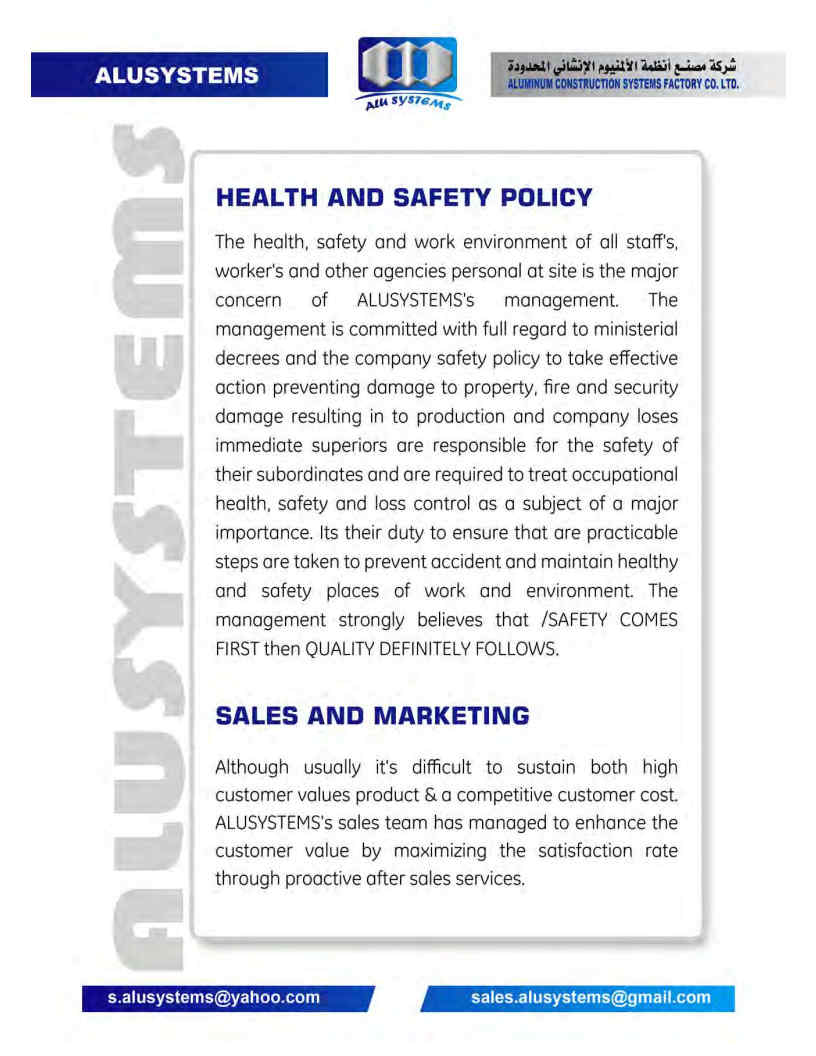 ALUSYSTEMS
ALU SYSTEMS
شركة مصنع أنظمة الألمنيوم الإنشائي المحدودة
ALUMINUM CONSTRUCTION SYSTEMS FACTORY CO. LTD.
ALUSYSTEMS
HEALTH AND SAFETY POLICY
The health, safety and work environment of all staff's,
worker's and other agencies personal at site is the major
concern of ALUSYSTEMS's management. The
management is committed with full regard to ministerial
decrees and the company safety policy to take effective
action preventing damage to property, fire and security
damage resulting in to production and company loses
immediate superiors are responsible for the safety of
their subordinates and are required to treat occupational
health, safety and loss control as a subject of a major
importance. Its their duty to ensure that are practicable
steps are taken to prevent accident and maintain healthy
and safety places of work and environment. The
management strongly believes that /SAFETY COMES
FIRST then QUALITY DEFINITELY FOLLOWS.
SALES AND MARKETING
Although usually it's difficult to sustain both high
customer values product & a competitive customer cost.
ALUSYSTEMS's sales team has managed to enhance the
customer value by maximizing the satisfaction rate
through proactive after sales services.
s.alusystems@yahoo.com
sales.alusystems@gmail.com